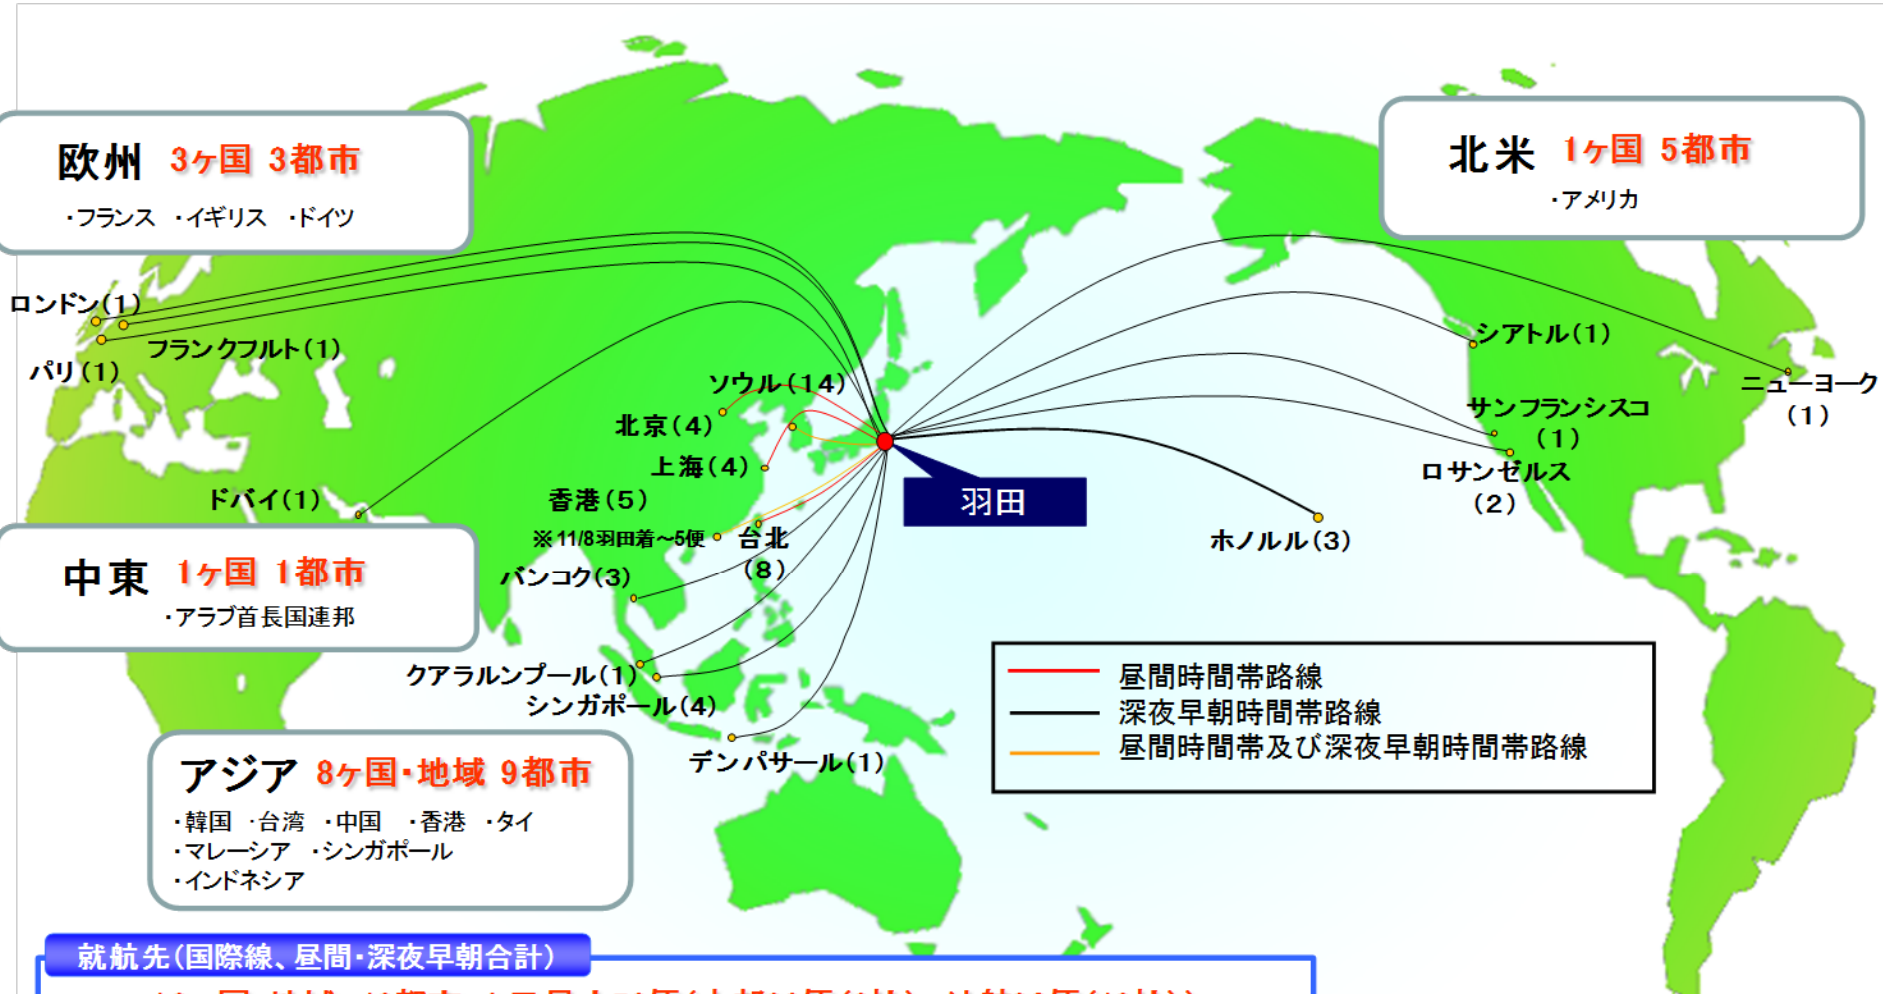 欧州 3ヶ国 3都市
・フランス ・イギリス ・ドイツ
北米 1ヶ国 5都市
・アメリカ
ロンドン(1)
フランクフルト(1)
パリ(1)
ソウル(14)
北京(4)
上海(4)
香港(5)
※11/8羽田着～5便
台北
(8)
ドバイ(1)
羽田
シアトル(1)
ニューヨーク
(1)
サンフランシスコ
(1)
ロサンゼルス
(2)
ホノルル(3)
中東 1ヶ国 1都市
・アラブ首長国連邦
バンコク(3)
クアラルンプール(1)
シンガポール(4)
デンパサール(1)
昼間時間帯路線
深夜早朝時間帯路線
昼間時間帯及び深夜早朝時間帯路線
アジア 8ヶ国・地域 9都市
・韓国 ・台湾 ・中国 ・香港 ・タイ
・マレーシア ・シンガポール
・インドネシア
就航先(国際線、昼間・深夜早朝合計)